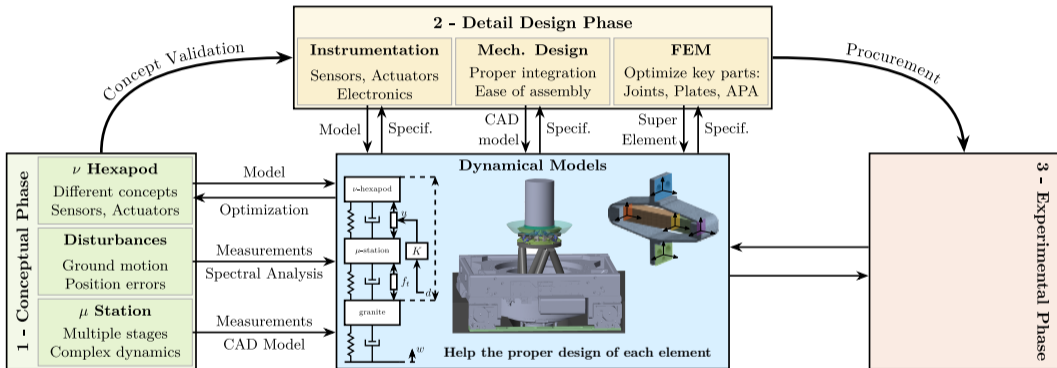 2 - Detail Design Phase
Instrumentation
Sensors, Actuators
Electronics
Mech. Design
Proper integration
Ease of assembly
FEM
Optimize key parts:
Joints, Plates, APA
Concept Validation
Procurement
Model
Specif.
CAD
model
Specif.
Super
Element
Specif.
1 - Conceptual Phase
ν Hexapod
Different concepts
Sensors, Actuators
Disturbances
Ground motion
Position errors
μ Station
Multiple stages
Complex dynamics
Model
Optimization
Measurements
Spectral Analysis
Measurements
CAD Model
Dynamical Models
ν-hexapod
y
μ-station
K
f_t
d
granite
w
Help the proper design of each element
3 - Experimental Phase